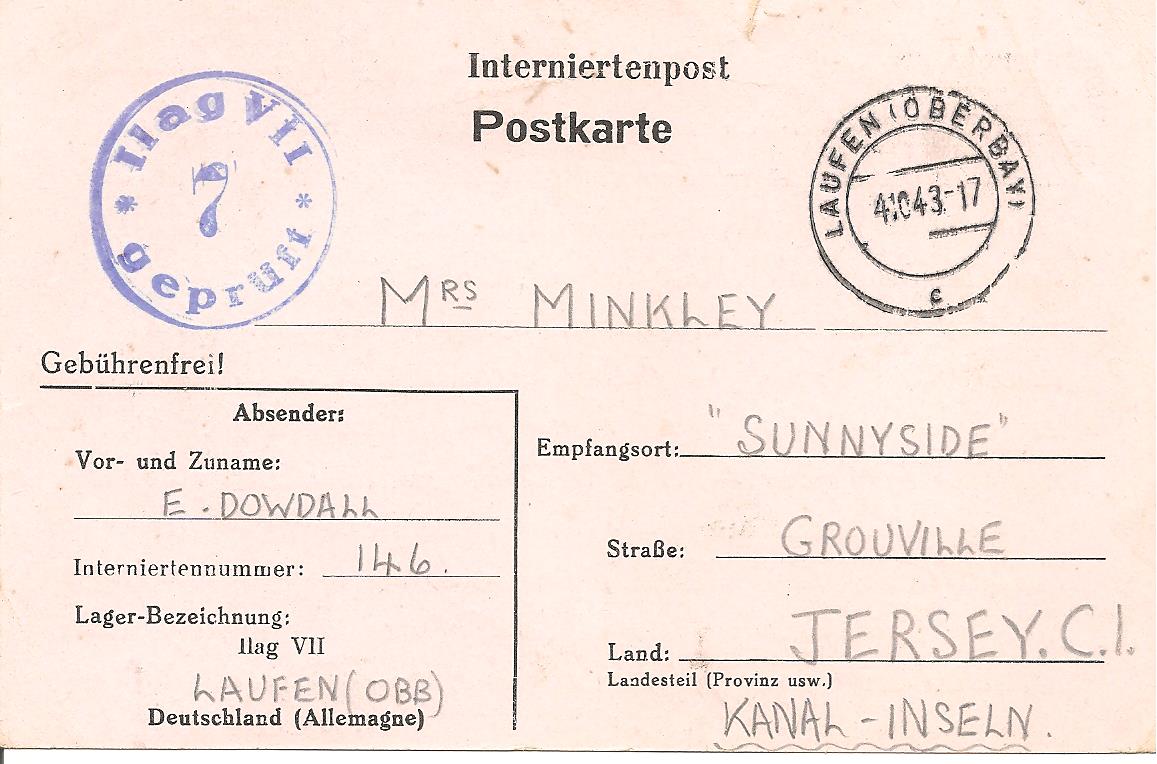 Interniertenpost
Postkarte
Ilag VII
7
* geprüft *
LAUFEN (OBERBAY)
4.10.43.-17
c
MRS MINKLEY
Gebührenfrei!
Absender:
Vor- und Zuname:
E. DOWDALL
Interniertennummer: 146.
Lager-Bezeichnung:
Ilag VII
LAUFEN (OBB)
Deutschland (Allemagne)
Empfangsort: "SUNNYSIDE"
Straße: GROUVILLE
Land: JERSEY. C.I.
Landesteil (Provinz usw.)
KANAL-INSELN.